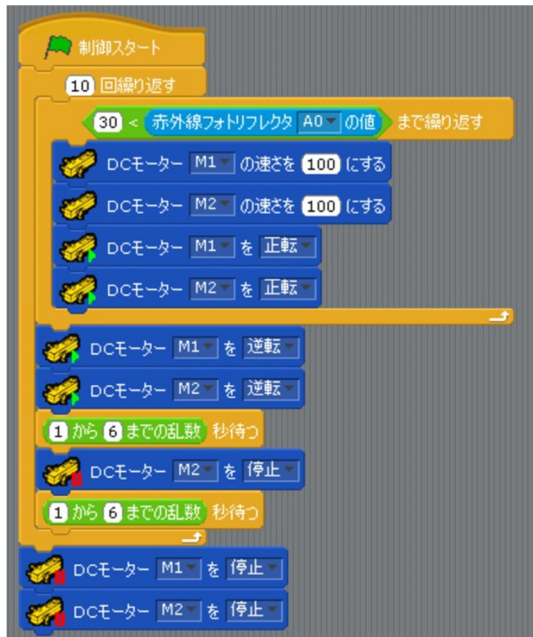 制御スタート
10 回繰り返す
30 < 赤外線フォトリフレクタ A0 の値 まで繰り返す
DCモーター M1 の速さを 100 にする
DCモーター M2 の速さを 100 にする
DCモーター M1 を 正転
DCモーター M2 を 正転
DCモーター M1 を 逆転
DCモーター M2 を 逆転
1 から 6 までの乱数 秒待つ
DCモーター M2 を 停止
1 から 6 までの乱数 秒待つ
DCモーター M1 を 停止
DCモーター M2 を 停止